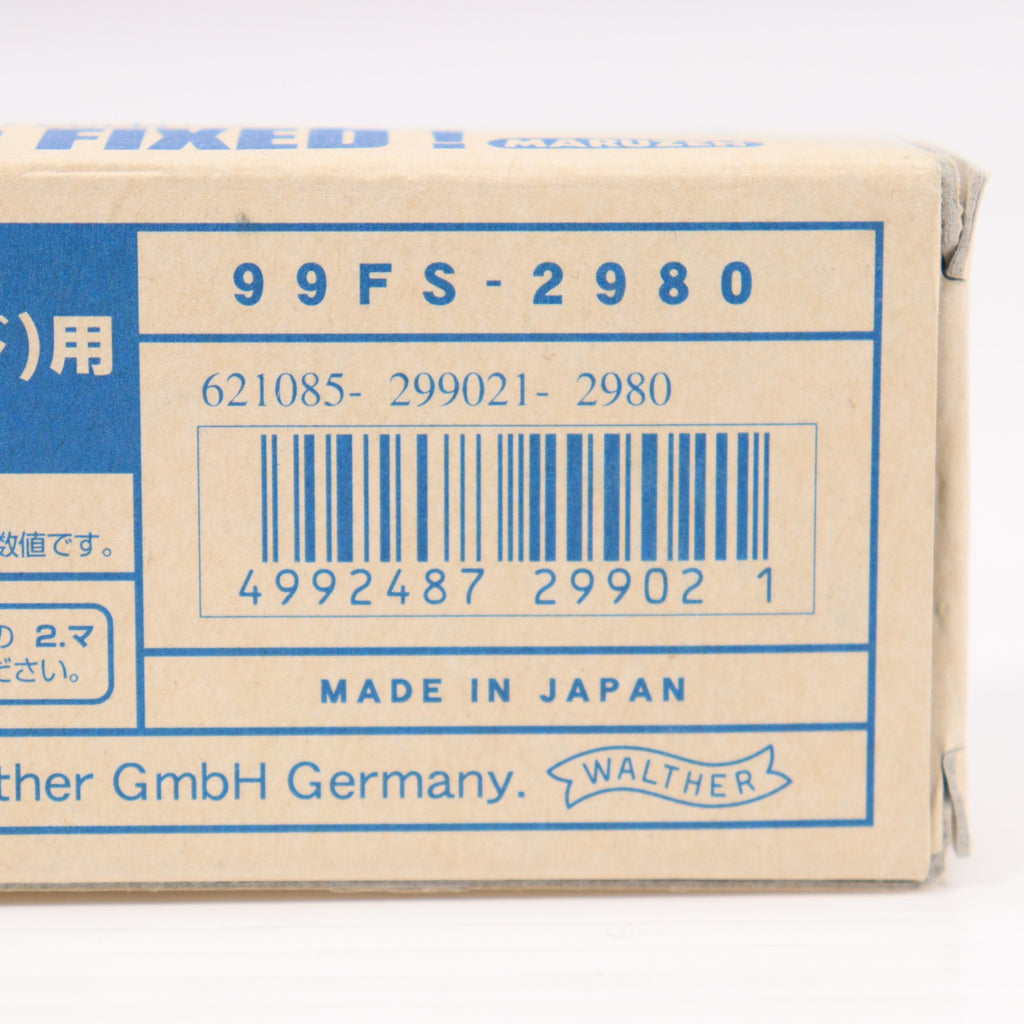 FIXED! MARUZEN
99FS-2980
)用
621085- 299021- 2980
4992487 29902 1
数値です。
の 2.マ
ださい。
MADE IN JAPAN
ther GmbH Germany. WALTHER